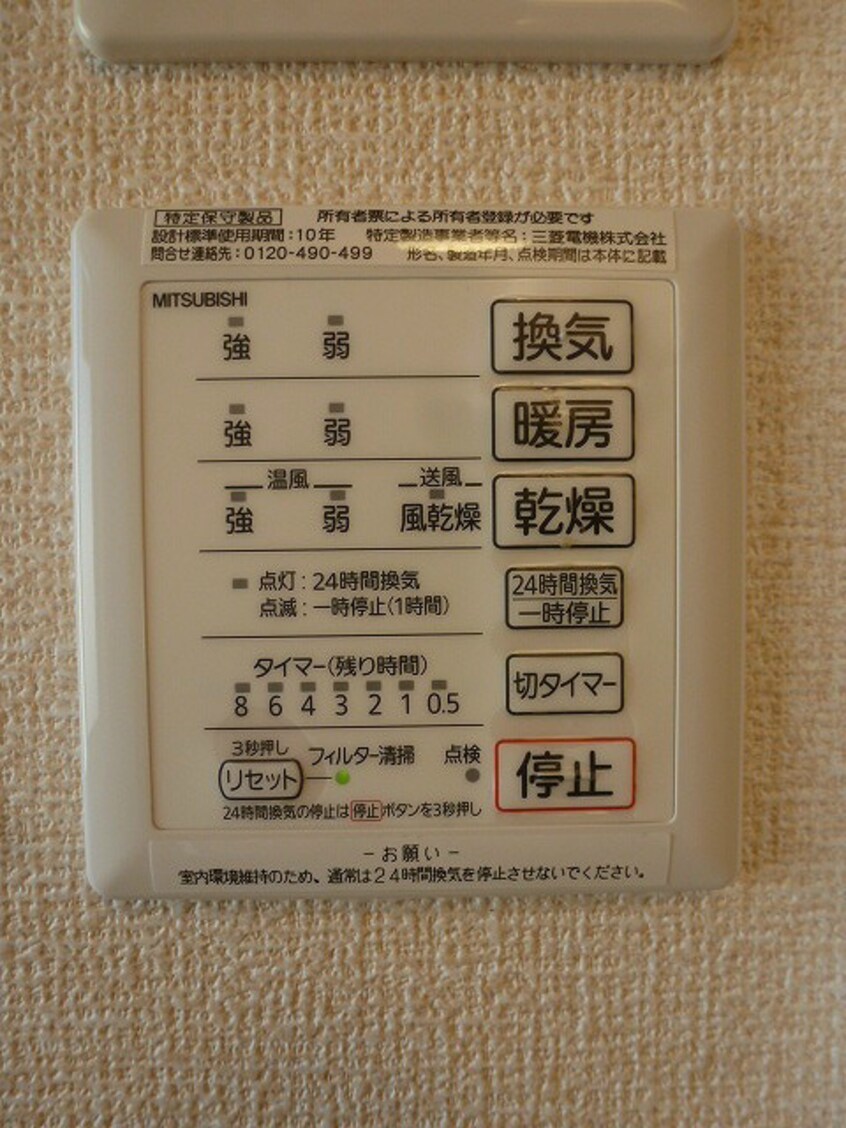 特定保守製品 所有者票による所有者登録が必要です
設計標準使用期間：10年 特定製造事業者等名：三菱電機株式会社
問合せ連絡先：0120-490-499 形名、製造年月、点検期間は本体に記載
MITSUBISHI
強 弱 換気
強 弱 暖房
温風 送風
強 弱 風乾燥 乾燥
点灯：24時間換気
点滅：一時停止(1時間)
24時間換気
一時停止
タイマー(残り時間)
8 6 4 3 2 1 0.5
切タイマー
3秒押し
リセット フィルター清掃 点検
停止
24時間換気の停止は停止ボタンを3秒押し
－お願い－
室内環境維持のため、通常は24時間換気を停止させないでください。